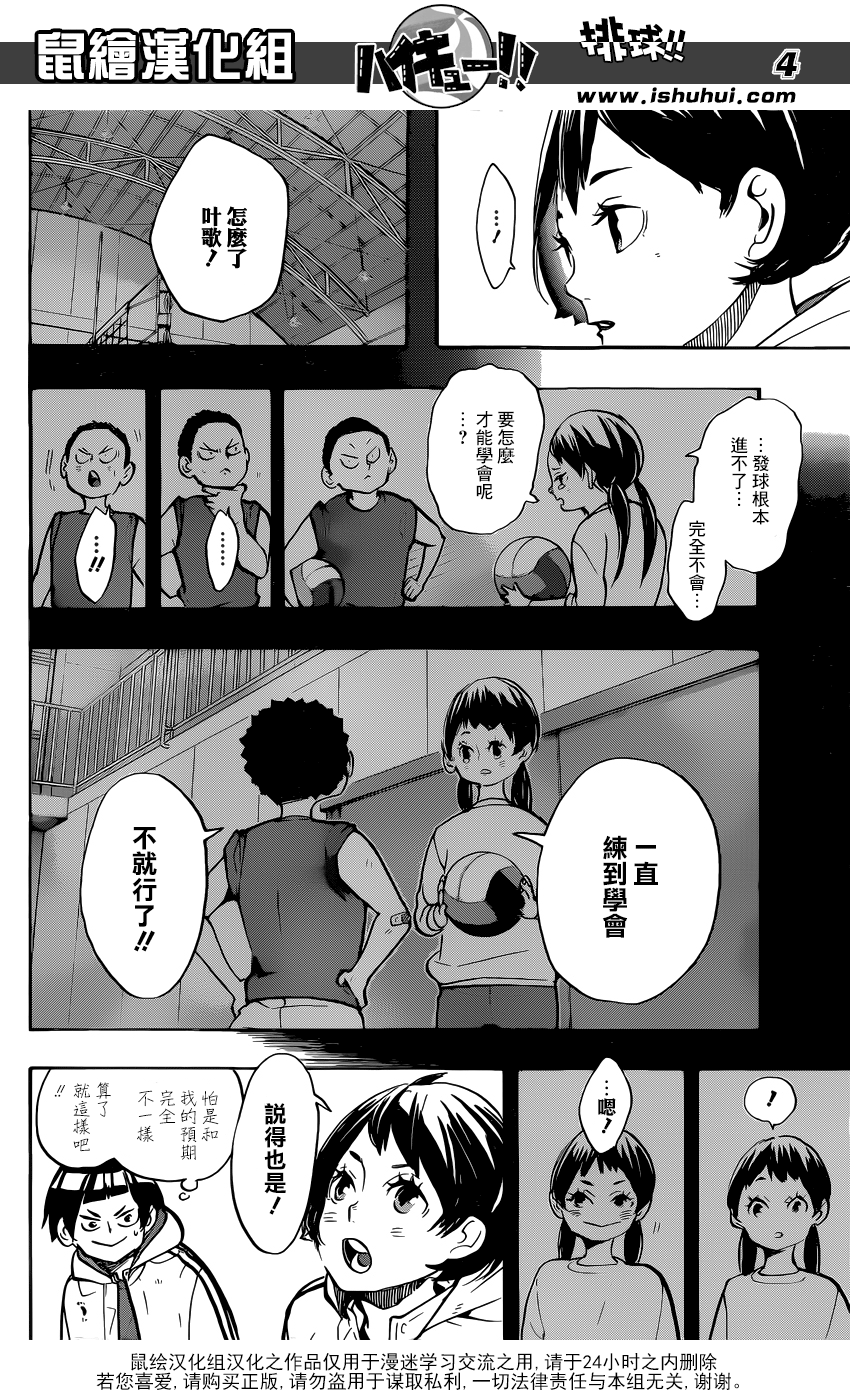 鼠繪漢化組
ハイキュー!!
排球!!
4
www.ishuhui.com
…!
怎麼了
叶歌!
…發球根本
進不了…
完全不會…
要怎麼
才能學會呢
…?
……
…!!
一直
練到學會
不就行了!!
!
…嗯!
説得也是!
怕是和
我的預期
完全
不一樣
算了
就這樣吧
!!
鼠绘汉化组汉化之作品仅用于漫迷学习交流之用, 请于24小时之内删除
若您喜爱, 请购买正版, 请勿盗用于谋取私利, 一切法律责任与本组无关, 谢谢。